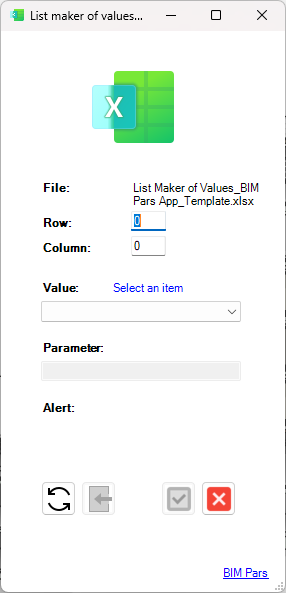 List maker of values...
X
File: List Maker of Values_BIM
Pars App_Template.xlsx
Row: 0
Column: 0
Value: Select an item
Parameter:
Alert:
BIM Pars